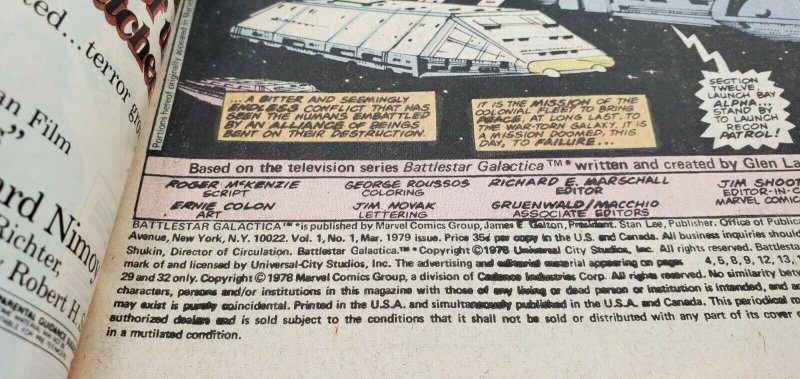 ached...terror gro
an Film
ard Nimoy
Richter,
Robert H. S
PARENTAL GUIDANCE
Portions hereof originally appeared in
...A BITTER AND SEEMINGLY
ENDLESS CONFLICT THAT HAS
SEEN THE HUMANS EMBATTLED
BY AN ALLIANCE OF BEINGS
BENT ON THEIR DESTRUCTION.
IT IS THE MISSION OF THE
COLONIAL FLEET TO BRING
PEACE, AT LONG LAST, TO
THE WAR-TORN GALAXY. IT IS
A MISSION DOOMED, THIS
DAY, TO FAILURE...
SECTION
TWELVE
LAUNCH BAY
ALPHA...
STAND BY
TO LAUNCH
RECON
PATROL!
Based on the television series Battlestar Galactica™* written and created by Glen La
ROGER McKENZIE
SCRIPT
GEORGE ROUSSOS
COLORING
RICHARD E. MARSCHALL
EDITOR
JIM SHOOT
EDITOR-IN-C
MARVEL COMIC
ERNIE COLON
ART
JIM NOVAK
LETTERING
GRUENWALD/MACCHIO
ASSOCIATE EDITORS
BATTLESTAR GALACTICA™* is published by Marvel Comics Group, James E. Galton, President. Stan Lee, Publisher. Office of Publicat
Avenue, New York, N.Y. 10022. Vol. 1, No. 1, Mar. 1979 issue. Price 35¢ per copy in the U.S. and Canada. All business inquiries should
Shukin, Director of Circulation. Battlestar Galactica.™* Copyright © 1978 Universal City Studios, Inc. All rights reserved. Battlestar
mark of and licensed by Universal-City Studios, Inc. The advertising and editorial material appearing on pages 4, 5, 8, 9, 12, 13, 1
29 and 32 only. Copyright © 1978 Marvel Comics Group, a division of Cadence Industries Corp. All rights reserved. No similarity betw
characters, persons and/or institutions in this magazine with those of any living or dead person or institution is intended, and an
may exist is purely coincidental. Printed in the U.S.A. and simultaneously published in the U.S.A. and Canada. This periodical m
authorized dealers and is sold subject to the conditions that it shall not be sold or distributed with any part of its cover o
in a mutilated condition.